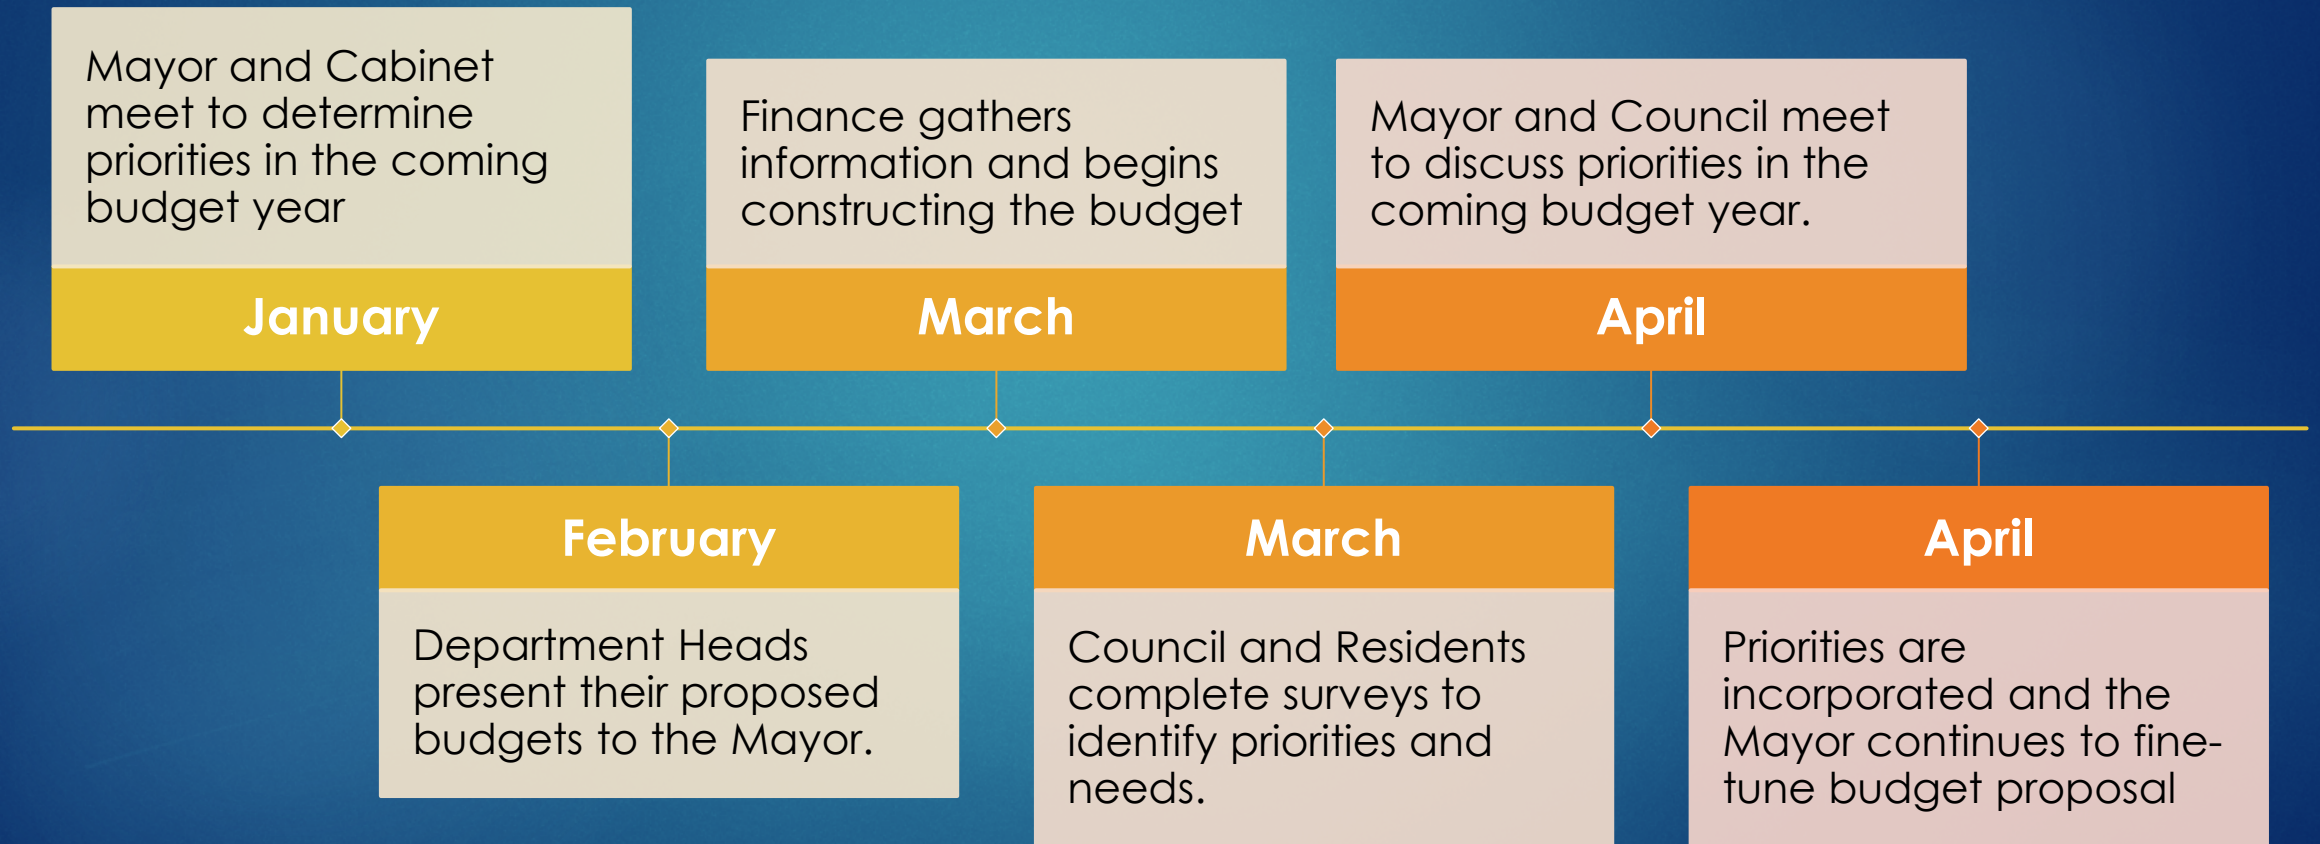 Mayor and Cabinet
meet to determine
priorities in the coming
budget year
January
Department Heads
present their proposed
budgets to the Mayor.
February
Finance gathers
information and begins
constructing the budget
March
March
Council and Residents
complete surveys to
identify priorities and
needs.
Mayor and Council meet
to discuss priorities in the
coming budget year.
April
April
Priorities are
incorporated and the
Mayor continues to fine-
tune budget proposal